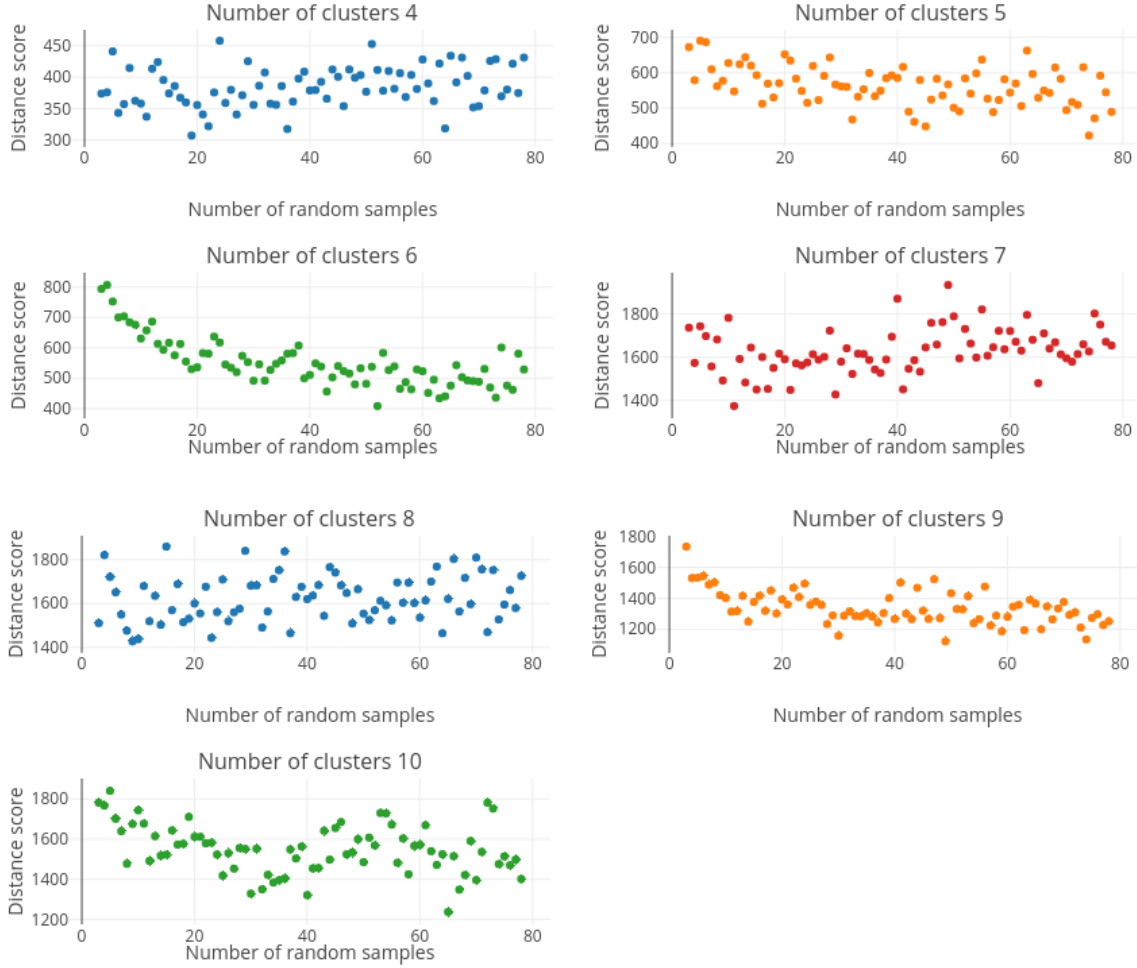 Number of clusters 4
Distance score
450
400
350
300
0
20
40
60
80
Number of random samples
Number of clusters 5
Distance score
700
600
500
400
0
20
40
60
80
Number of random samples
Number of clusters 6
Distance score
800
700
600
500
400
0
20
40
60
80
Number of random samples
Number of clusters 7
Distance score
1800
1600
1400
0
20
40
60
80
Number of random samples
Number of clusters 8
Distance score
1800
1600
1400
0
20
40
60
80
Number of random samples
Number of clusters 9
Distance score
1800
1600
1400
1200
0
20
40
60
80
Number of random samples
Number of clusters 10
Distance score
1800
1600
1400
1200
0
20
40
60
80
Number of random samples